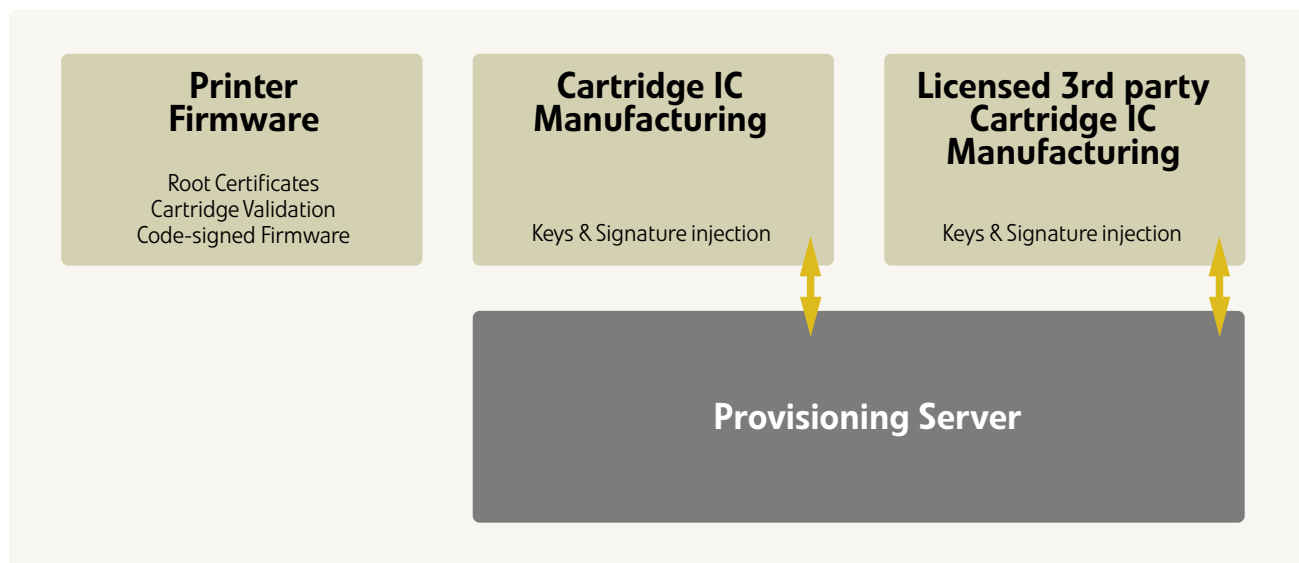 Printer
Firmware
Root Certificates
Cartridge Validation
Code-signed Firmware
Cartridge IC
Manufacturing
Keys & Signature injection
Licensed 3rd party
Cartridge IC
Manufacturing
Keys & Signature injection
Provisioning Server